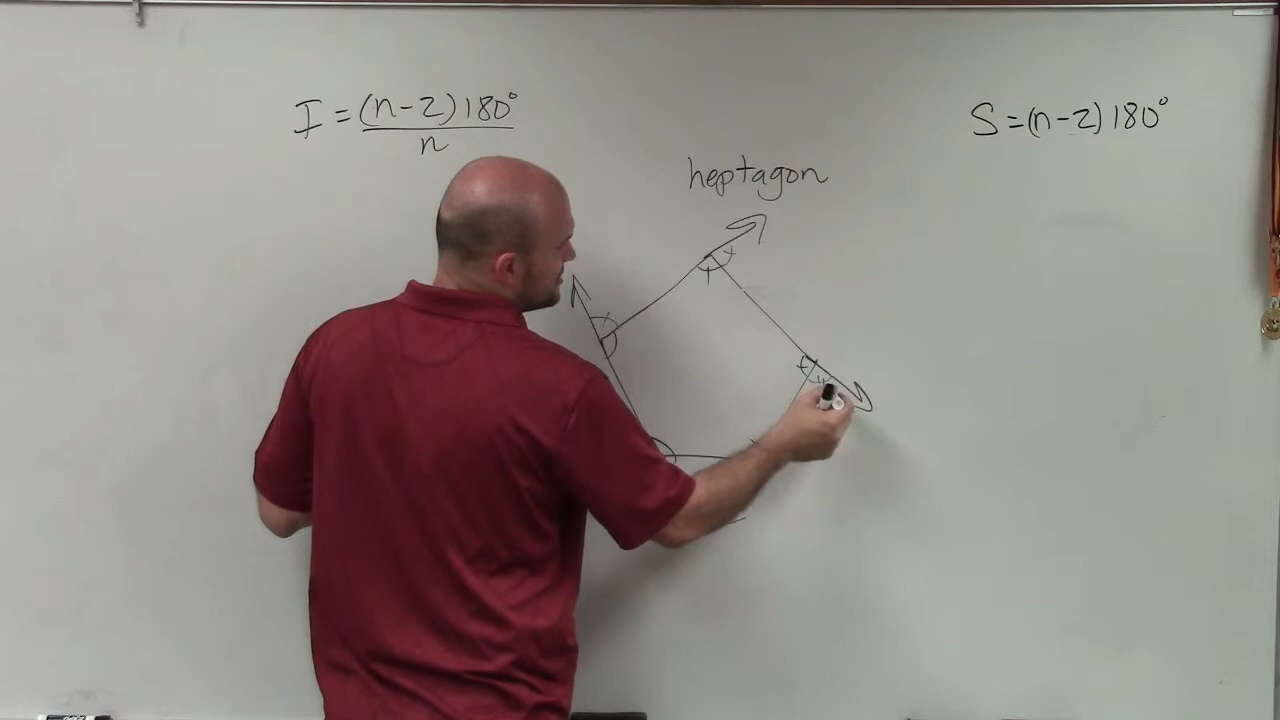 I = (n-2)180°
n
S=(n-2)180°
heptagon